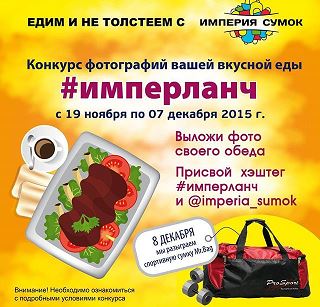 ЕДИМ И НЕ ТОЛСТЕЕМ С ИМПЕРИЯ СУМОК
Конкурс фотографий вашей вкусной еды
#имперланч
с 19 ноября по 07 декабря 2015 г.
Выложи фото
своего обеда
Присвой хэштег
#имперланч
и @imperia_sumok
8 ДЕКАБРЯ
мы разыграем
спортивную сумку Mr.Bag
ProSport
Внимание! Необходимо ознакомиться
с подробными условиями конкурса